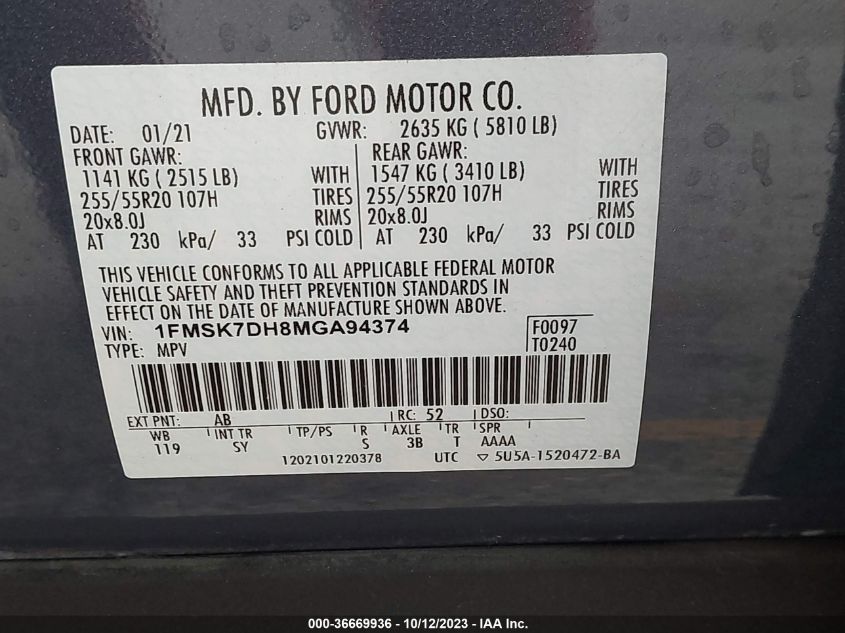 MFD. BY FORD MOTOR CO.
DATE: 01/21 GVWR: 2635 KG ( 5810 LB)
FRONT GAWR: REAR GAWR:
1141 KG ( 2515 LB) WITH 1547 KG ( 3410 LB) WITH
255/55R20 107H TIRES 255/55R20 107H TIRES
20x8.0J RIMS 20x8.0J RIMS
AT 230 kPa/ 33 PSI COLD AT 230 kPa/ 33 PSI COLD
THIS VEHICLE CONFORMS TO ALL APPLICABLE FEDERAL MOTOR
VEHICLE SAFETY AND THEFT PREVENTION STANDARDS IN
EFFECT ON THE DATE OF MANUFACTURE SHOWN ABOVE.
VIN: 1FMSK7DH8MGA94374 F0097
TYPE: MPV T0240
EXT PNT: AB RC: 52 DSO:
WB INT TR TP/PS R AXLE TR SPR
119 SY S 3B T AAAA
1202101220378 UTC ▽ 5U5A-1520472-BA
000-36669936 - 10/12/2023 - IAA Inc.